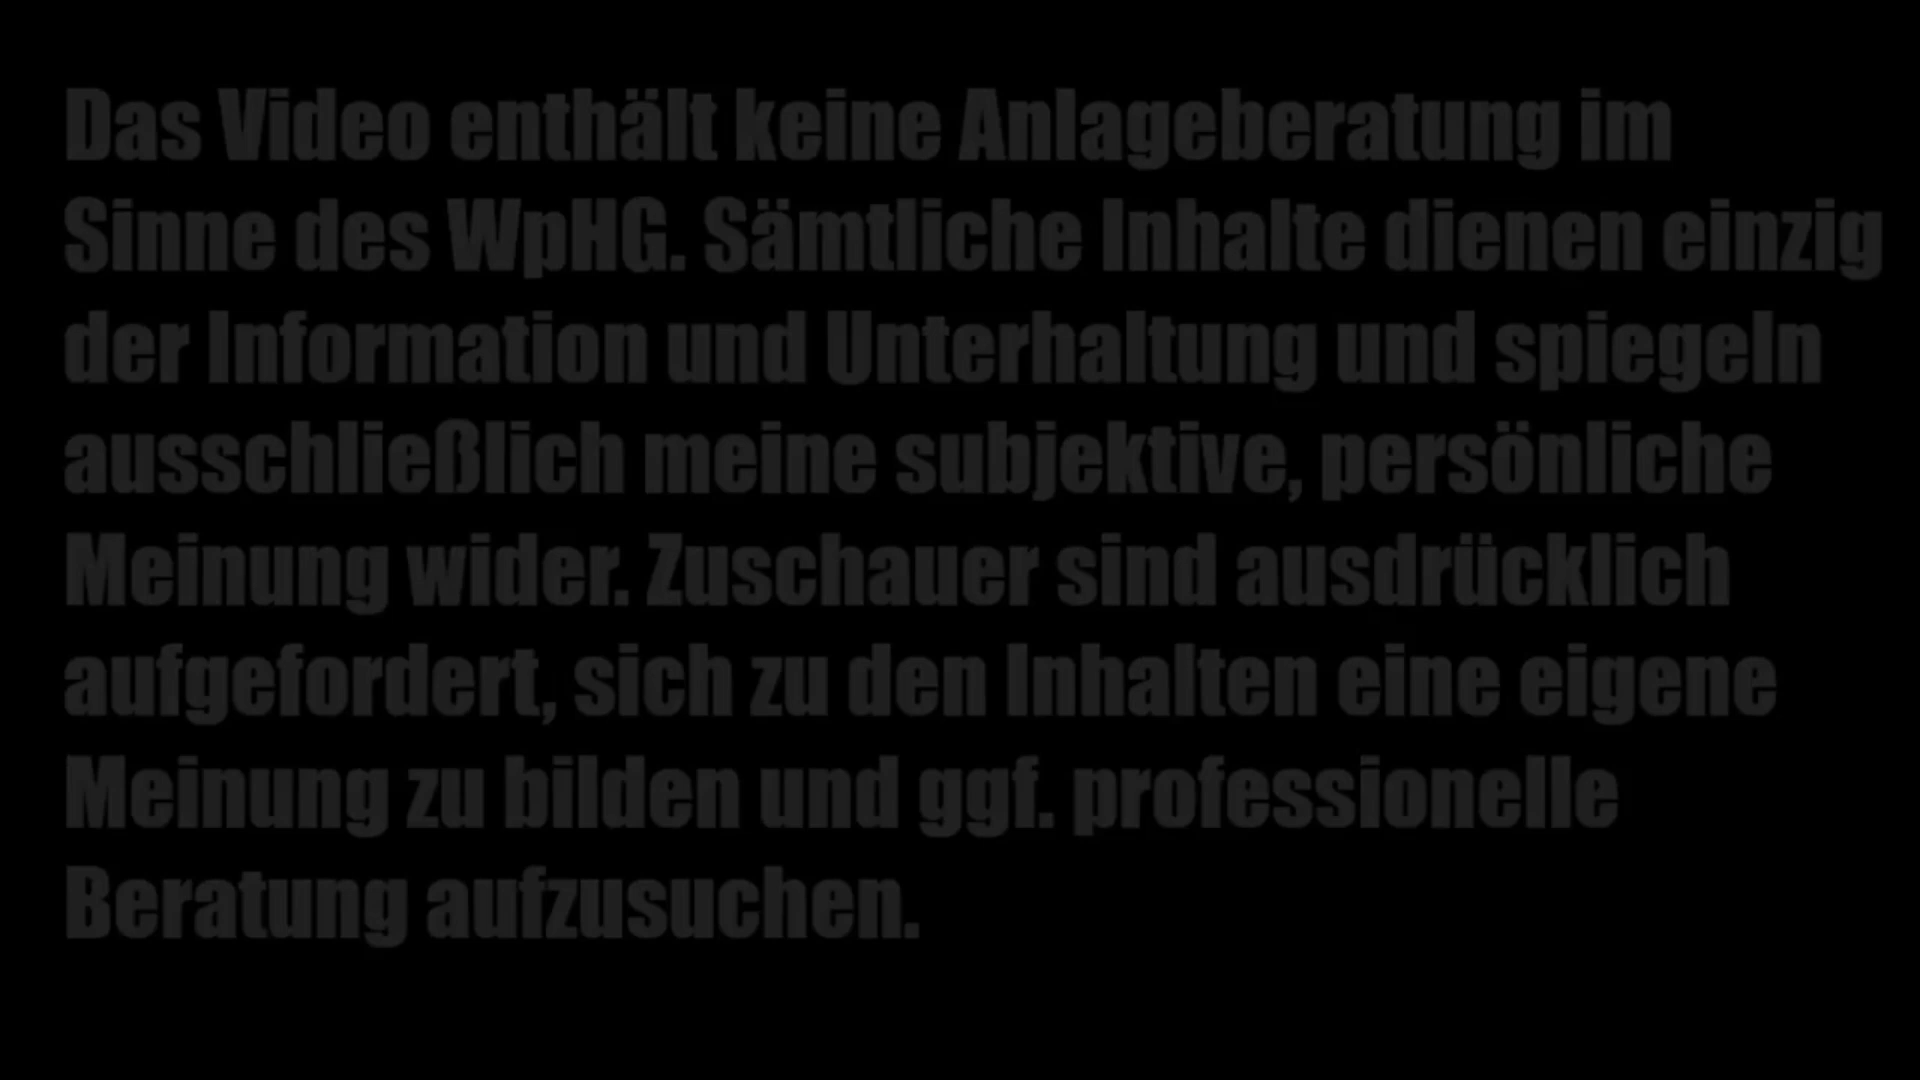 Das Video enthält keine Anlageberatung im
Sinne des WpHG. Sämtliche Inhalte dienen einzig
der Information und Unterhaltung und spiegeln
ausschließlich meine subjektive, persönliche
Meinung wider. Zuschauer sind ausdrücklich
aufgefordert, sich zu den Inhalten eine eigene
Meinung zu bilden und ggf. professionelle
Beratung aufzusuchen.